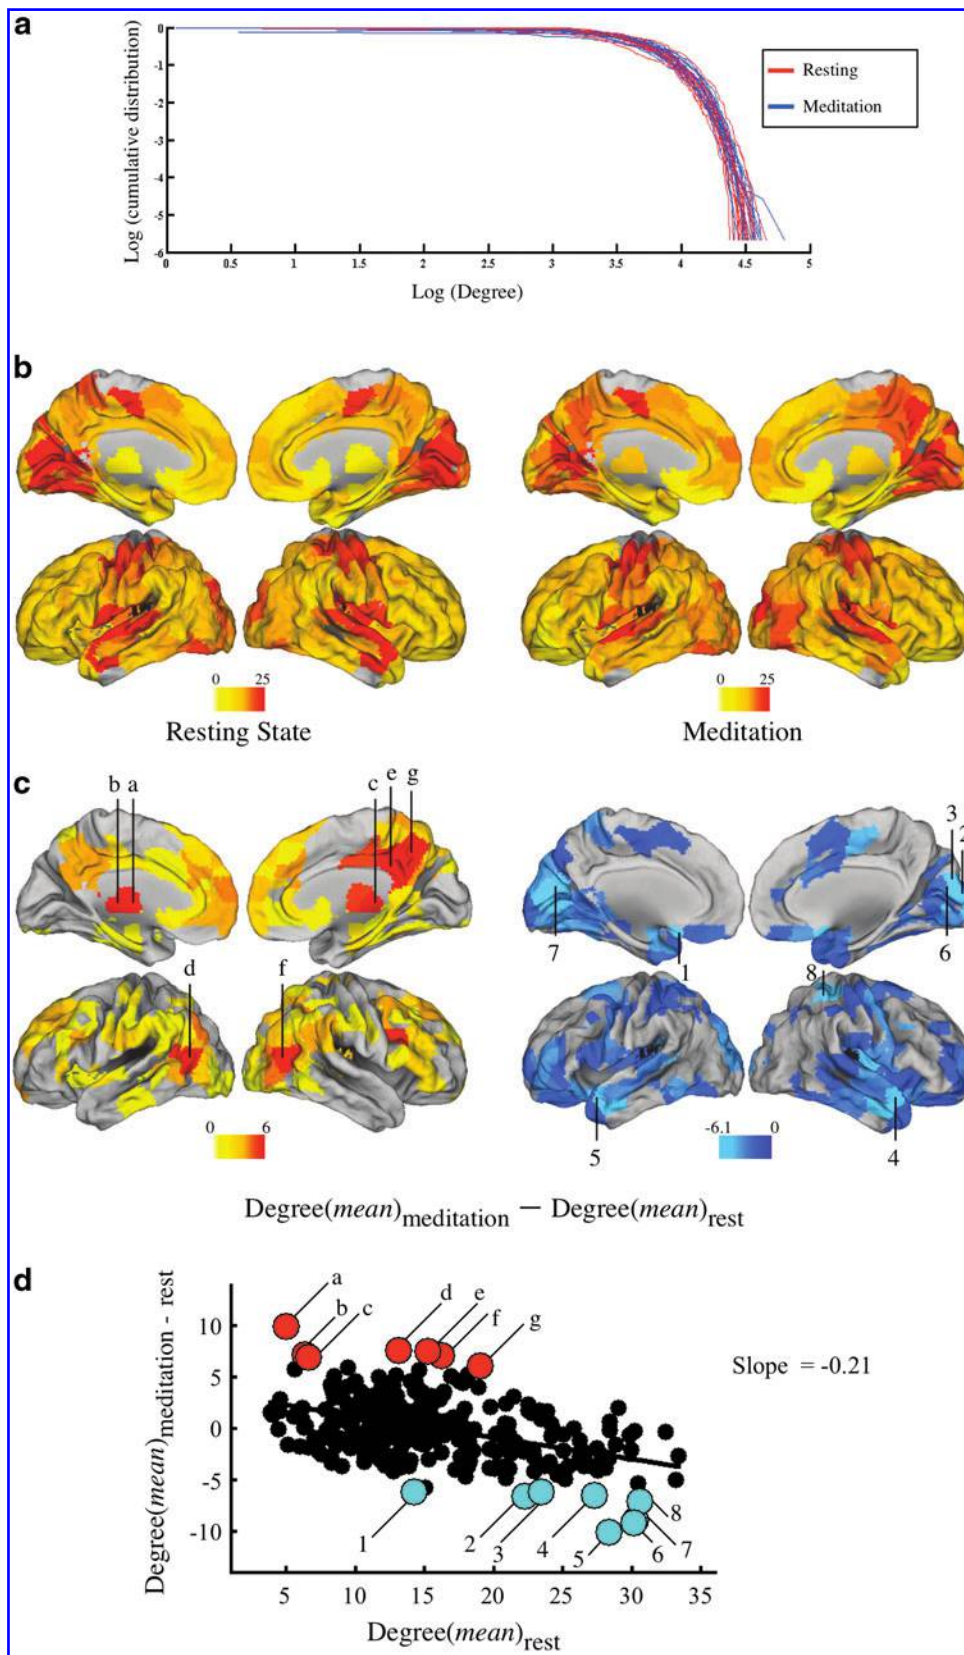 a
Log (cumulative distribution)
0
-1
-2
-3
-4
-5
-6
0 0.5 1 1.5 2 2.5 3 3.5 4 4.5 5
Log (Degree)
Resting
Meditation
b
0 25
Resting State
0 25
Meditation
c
b a
c e g
d
f
0 6
3
2
7
1
6
8
5
4
-6.1 0
Degree(mean)meditation — Degree(mean)rest
d
Degree(mean)meditation - rest
10
5
0
-5
-10
a
b c
d e
f
g
Slope = -0.21
1
2
3
4
5
6
7
8
5 10 15 20 25 30 35
Degree(mean)rest